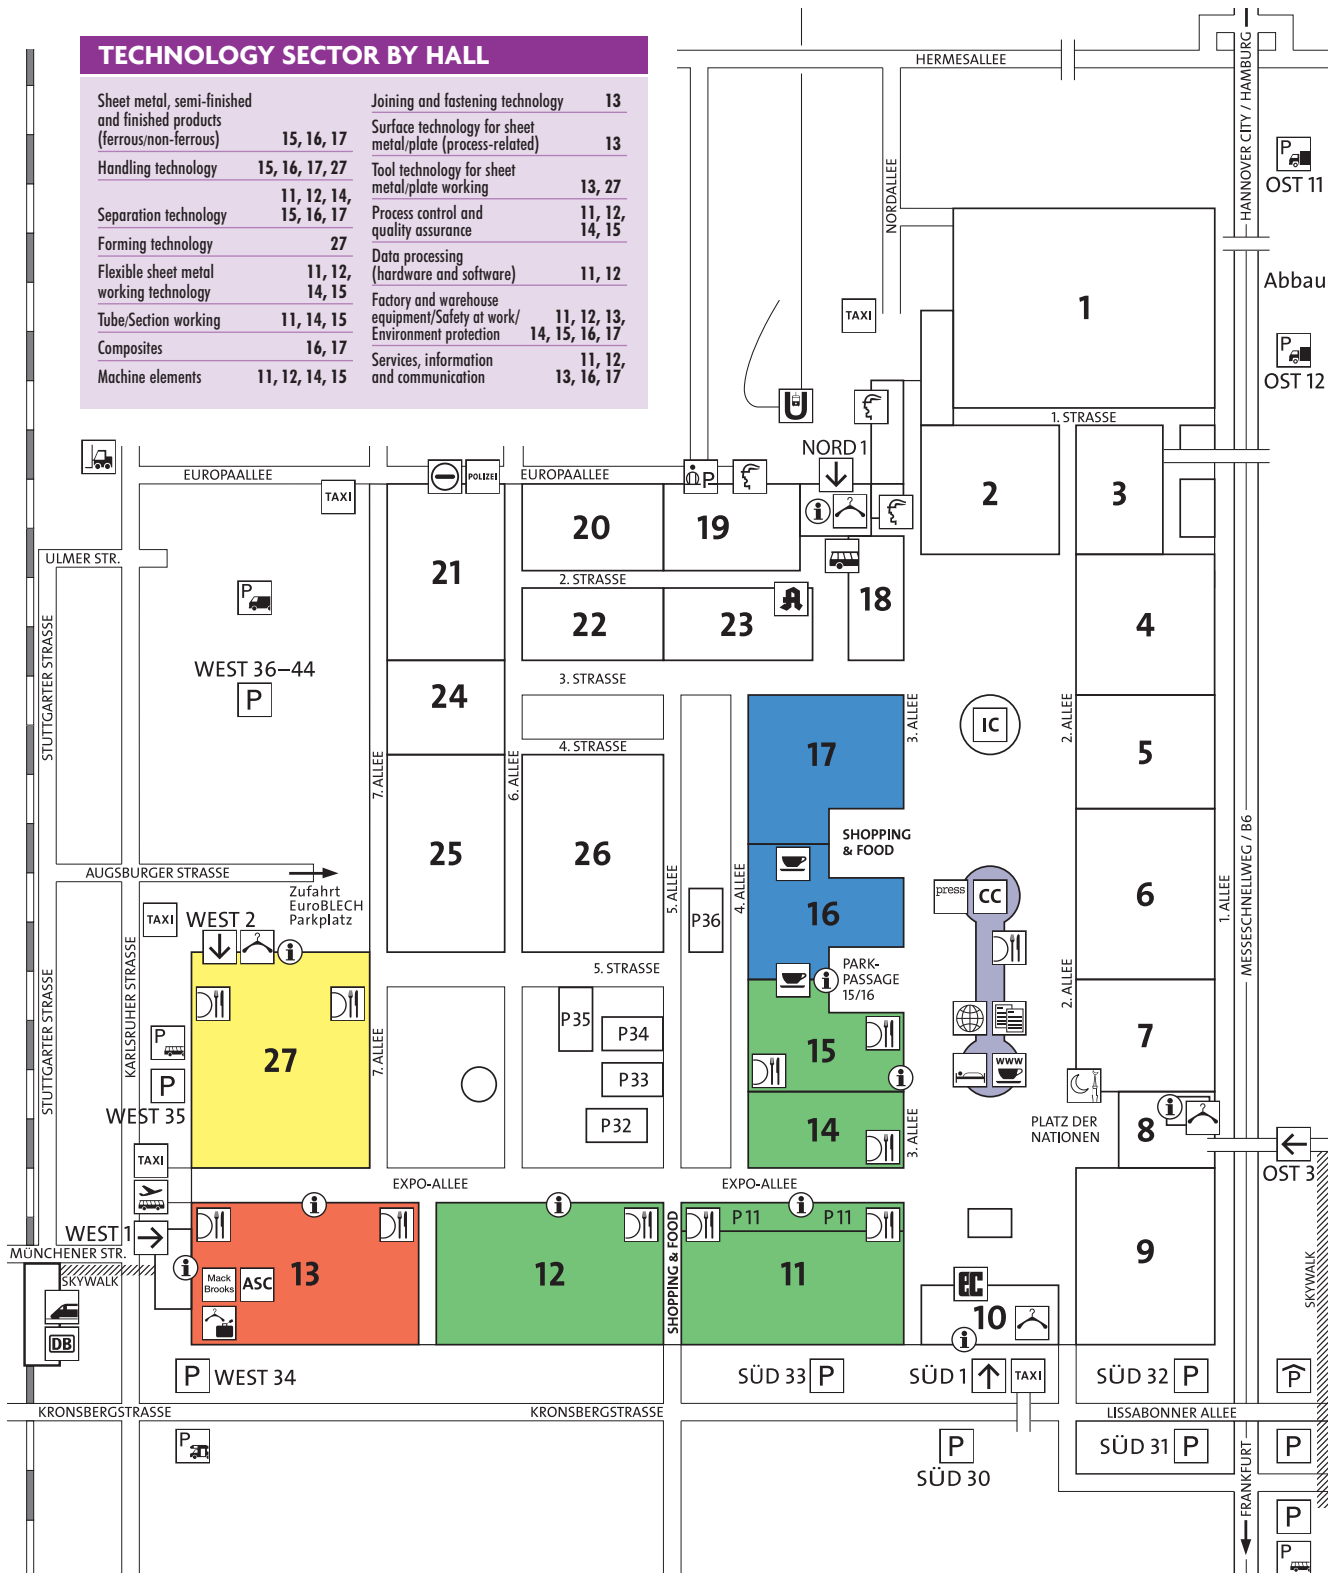 TECHNOLOGY SECTOR BY HALL
Sheet metal, semi-finished
and finished products
(ferrous/non-ferrous) 15, 16, 17
Handling technology 15, 16, 17, 27
11, 12, 14,
Separation technology 15, 16, 17
Forming technology 27
Flexible sheet metal 11, 12,
working technology 14, 15
Tube/Section working 11, 14, 15
Composites 16, 17
Machine elements 11, 12, 14, 15
Joining and fastening technology 13
Surface technology for sheet
metal/plate (process-related) 13
Tool technology for sheet
metal/plate working 13, 27
Process control and 11, 12,
quality assurance 14, 15
Data processing
(hardware and software) 11, 12
Factory and warehouse
equipment/Safety at work/ 11, 12, 13,
Environment protection 14, 15, 16, 17
Services, information 11, 12,
and communication 13, 16, 17
HERMESALLEE
HANNOVER CITY / HAMBURG
NORDALLEE
P
OST 11
Abbau
P
OST 12
1
TAXI
U
1. STRASSE
NORD 1
EUROPAALLEE
POLIZEI
EUROPAALLEE
P
TAXI
2
3
20
19
21
18
ULMER STR.
2. STRASSE
22
23
A
4
P
WEST 36–44
P
STUTTGARTER STRASSE
3. STRASSE
24
4. STRASSE
7. ALLEE
6. ALLEE
17
3. ALLEE
IC
2. ALLEE
5
25
26
SHOPPING
& FOOD
AUGSBURGER STRASSE
Zufahrt
EuroBLECH
Parkplatz
5. ALLEE
4. ALLEE
P36
16
press
CC
6
1. ALLEE
MESSESCHNELLWEG / B6
TAXI
WEST 2
i
5. STRASSE
i
PARK-
PASSAGE
15/16
2. ALLEE
KARLSRUHER STRASSE
STUTTGARTER STRASSE
27
7. ALLEE
P
P
WEST 35
P35
P34
P33
P32
15
i
www
7
14
3. ALLEE
PLATZ DER
NATIONEN
i
8
OST 3
TAXI
EXPO-ALLEE
EXPO-ALLEE
WEST 1
MÜNCHENER STR.
SKYWALK
i
i
13
Mack
Brooks
ASC
i
12
SHOPPING & FOOD
i
P 11
P 11
11
EC
10
i
i
9
SKYWALK
DB
P WEST 34
SÜD 33 P
SÜD 1
TAXI
SÜD 32 P
P
KRONSBERGSTRASSE
KRONSBERGSTRASSE
LISSABONNER ALLEE
P
P
SÜD 30
SÜD 31 P
P
FRANKFURT
P
P